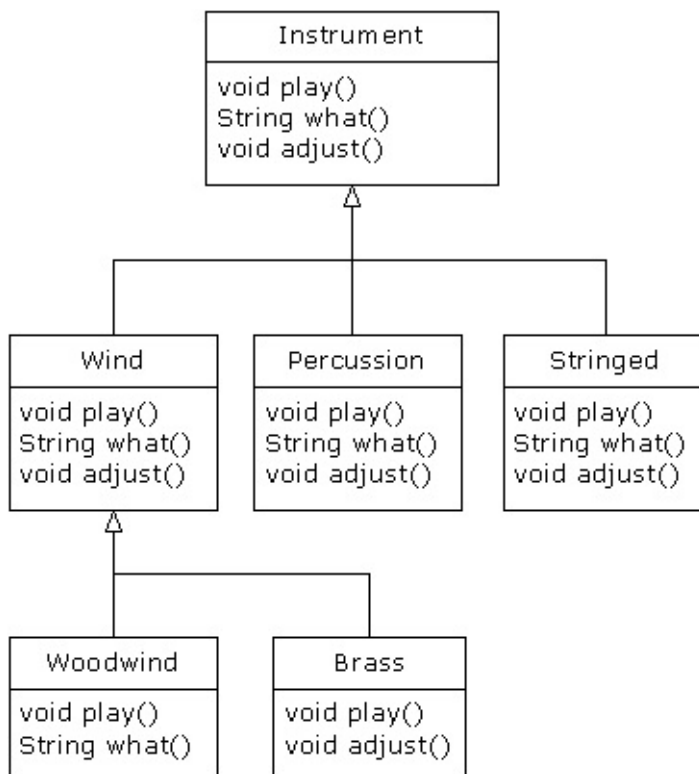 Instrument
void play()
String what()
void adjust()
Wind
void play()
String what()
void adjust()
Percussion
void play()
String what()
void adjust()
Stringed
void play()
String what()
void adjust()
Woodwind
void play()
String what()
Brass
void play()
void adjust()